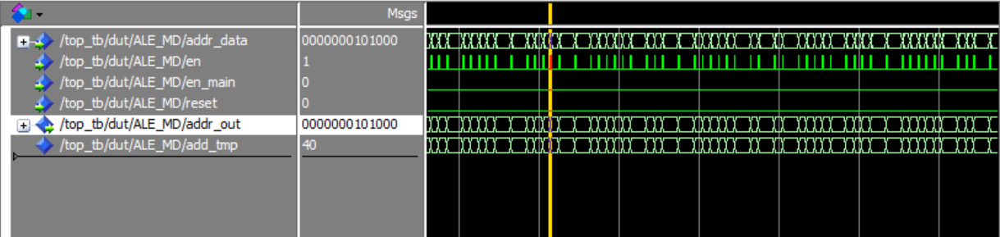 Msgs
/top_tb/dut/ALE_MD/addr_data 0000000101000
/top_tb/dut/ALE_MD/en 1
/top_tb/dut/ALE_MD/en_main 0
/top_tb/dut/ALE_MD/reset 0
/top_tb/dut/ALE_MD/addr_out 0000000101000
/top_tb/dut/ALE_MD/add_tmp 40